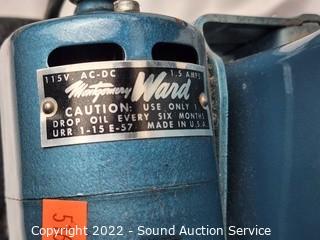 115V. AC-DC 1.5 AMPS
Montgomery Ward
CAUTION: USE ONLY 1
DROP OIL EVERY SIX MONTHS
URR 1-15 E-57 MADE IN U.S.A.
Copyright 2022 - Sound Auction Service